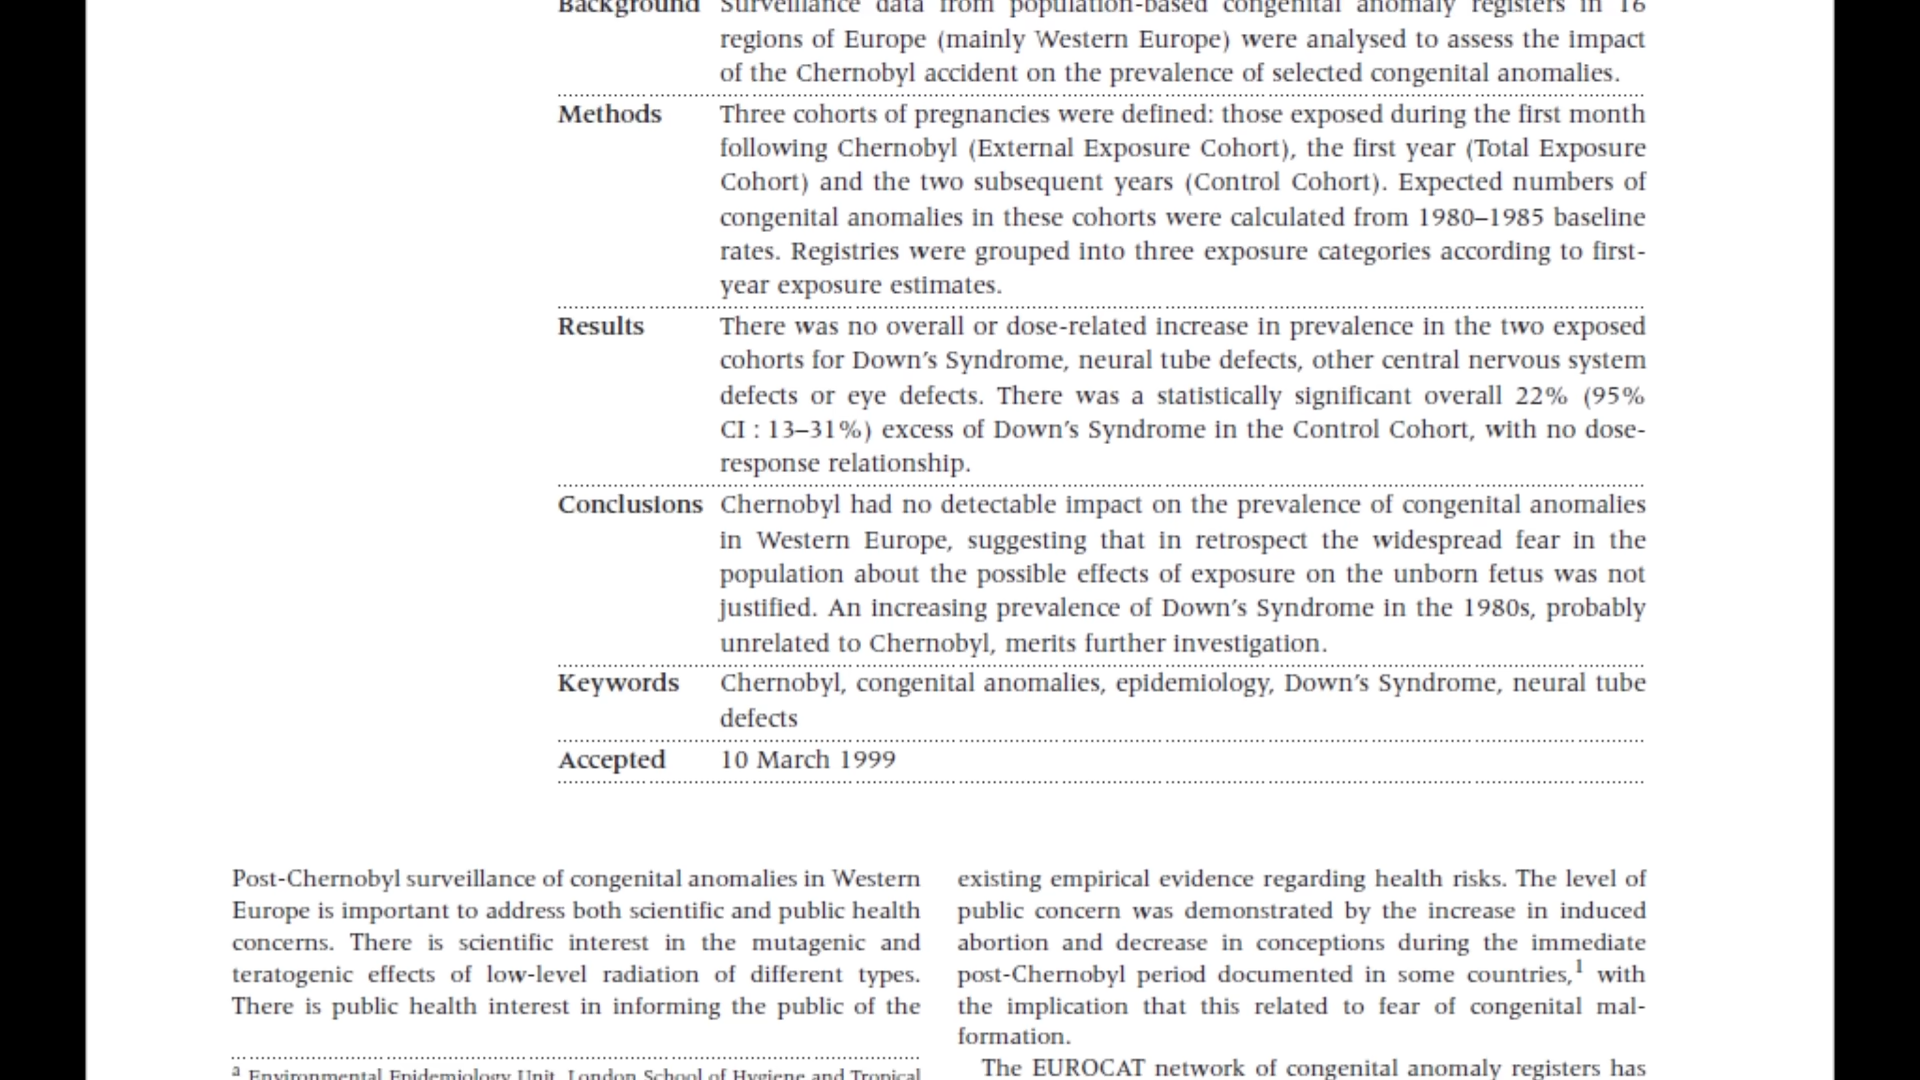 Background Surveillance data from population-based congenital anomaly registers in 16
regions of Europe (mainly Western Europe) were analysed to assess the impact
of the Chernobyl accident on the prevalence of selected congenital anomalies.
Methods Three cohorts of pregnancies were defined: those exposed during the first month
following Chernobyl (External Exposure Cohort), the first year (Total Exposure
Cohort) and the two subsequent years (Control Cohort). Expected numbers of
congenital anomalies in these cohorts were calculated from 1980–1985 baseline
rates. Registries were grouped into three exposure categories according to first-
year exposure estimates.
Results There was no overall or dose-related increase in prevalence in the two exposed
cohorts for Down’s Syndrome, neural tube defects, other central nervous system
defects or eye defects. There was a statistically significant overall 22% (95%
CI : 13–31%) excess of Down’s Syndrome in the Control Cohort, with no dose-
response relationship.
Conclusions Chernobyl had no detectable impact on the prevalence of congenital anomalies
in Western Europe, suggesting that in retrospect the widespread fear in the
population about the possible effects of exposure on the unborn fetus was not
justified. An increasing prevalence of Down’s Syndrome in the 1980s, probably
unrelated to Chernobyl, merits further investigation.
Keywords Chernobyl, congenital anomalies, epidemiology, Down’s Syndrome, neural tube
defects
Accepted 10 March 1999
Post-Chernobyl surveillance of congenital anomalies in Western
Europe is important to address both scientific and public health
concerns. There is scientific interest in the mutagenic and
teratogenic effects of low-level radiation of different types.
There is public health interest in informing the public of the
a Environmental Epidemiology Unit, London School of Hygiene and Tropical
existing empirical evidence regarding health risks. The level of
public concern was demonstrated by the increase in induced
abortion and decrease in conceptions during the immediate
post-Chernobyl period documented in some countries,1 with
the implication that this related to fear of congenital mal-
formation.
The EUROCAT network of congenital anomaly registers has